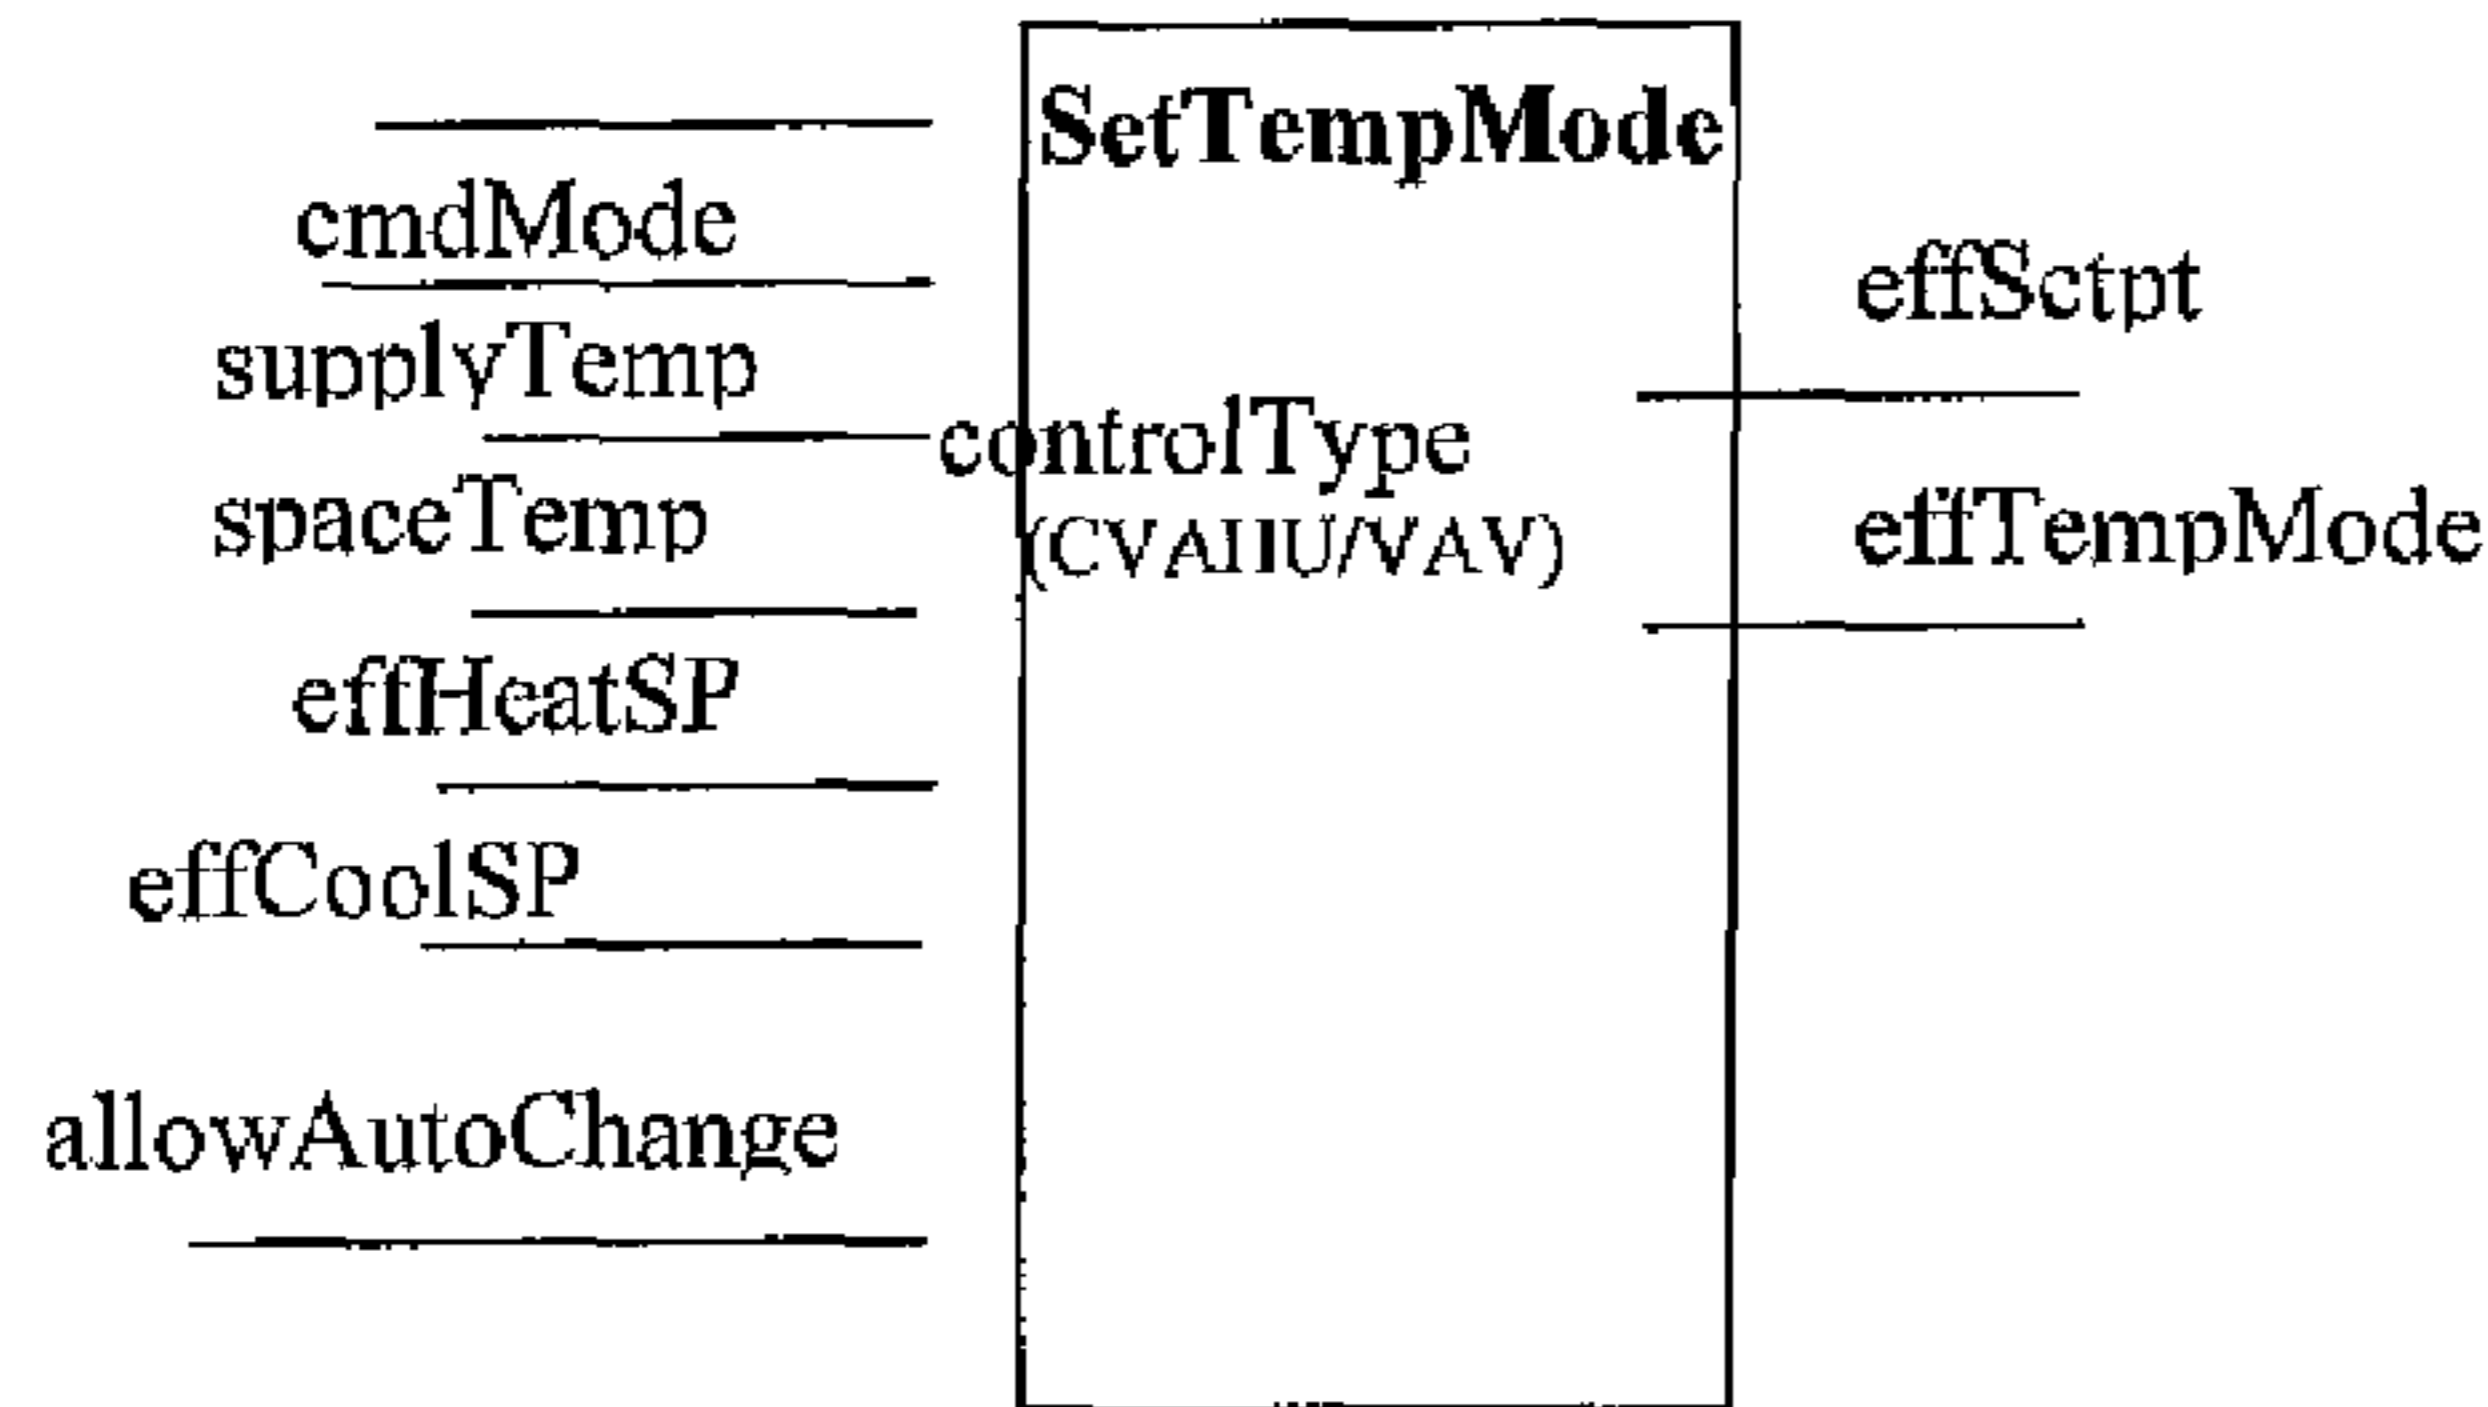 SetTempMode
cmdMode
supplyTemp
spaceTemp
effHeatSP
effCoolSP
allowAutoChange
controlType
(CVAHU/VAV)
effSetpt
effTempMode